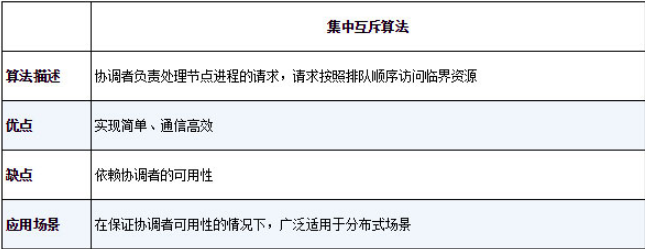 集中互斥算法
算法描述 协调者负责处理节点进程的请求，请求按照排队顺序访问临界资源
优点 实现简单、通信高效
缺点 依赖协调者的可用性
应用场景 在保证协调者可用性的情况下，广泛适用于分布式场景